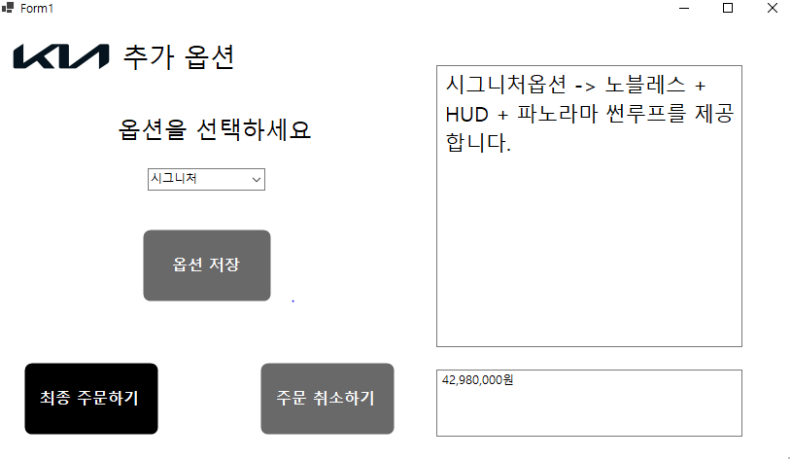 Form1
KIA 추가 옵션
옵션을 선택하세요
시그니처
옵션 저장
최종 주문하기
주문 취소하기
시그니처옵션 -> 노블레스 +
HUD + 파노라마 썬루프를 제공
합니다.
42,980,000원